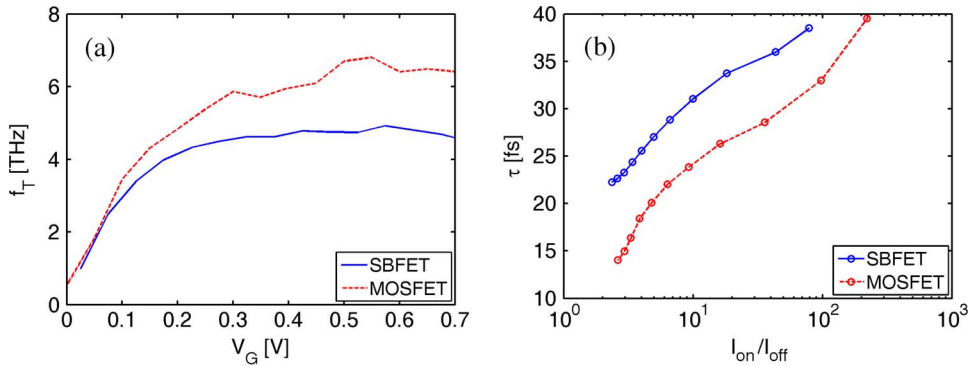 (a)
8
6
4
2
0
f_T [THz]
0 0.1 0.2 0.3 0.4 0.5 0.6 0.7
V_G [V]
SBFET
MOSFET
(b)
40
35
30
25
20
15
10
τ [fs]
10^0 10^1 10^2 10^3
I_on/I_off
SBFET
MOSFET